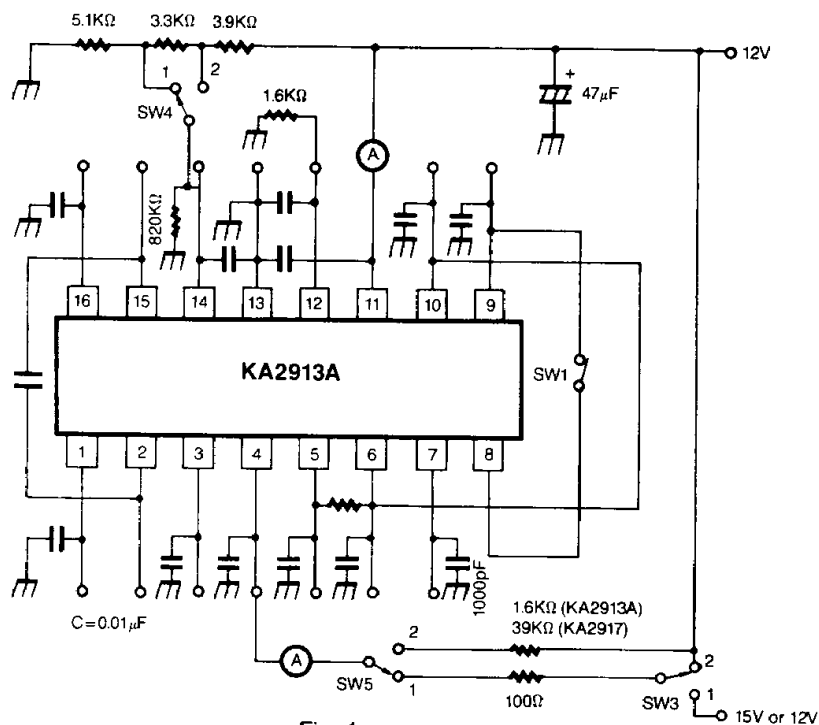 5.1KΩ 3.3KΩ 3.9KΩ
12V
1 2
+
47μF
SW4
1.6KΩ
A
820KΩ
16 15 14 13 12 11 10 9
KA2913A
SW1
1 2 3 4 5 6 7 8
1000pF
C=0.01μF
1.6KΩ (KA2913A)
39KΩ (KA2917)
2
A
SW5
1
100Ω
2
SW3
1
15V or 12V